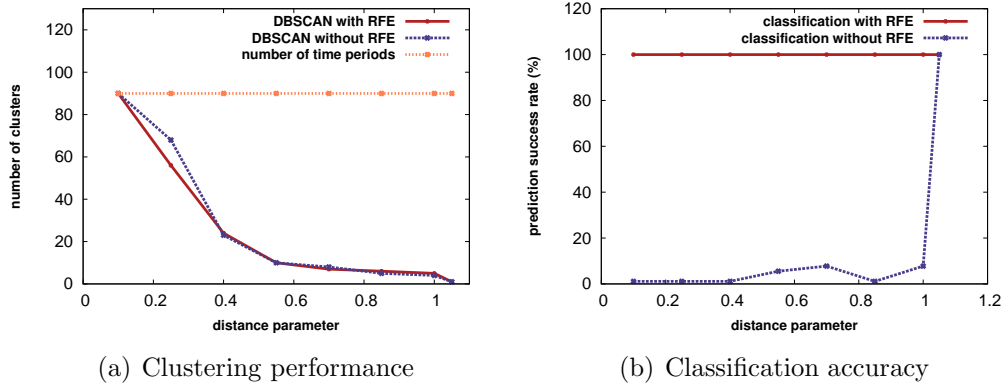 DBSCAN with RFE
DBSCAN without RFE
number of time periods
number of clusters
120
100
80
60
40
20
0
0 0.2 0.4 0.6 0.8 1
distance parameter
(a) Clustering performance
classification with RFE
classification without RFE
prediction success rate (%)
120
100
80
60
40
20
0
0 0.2 0.4 0.6 0.8 1 1.2
distance parameter
(b) Classification accuracy